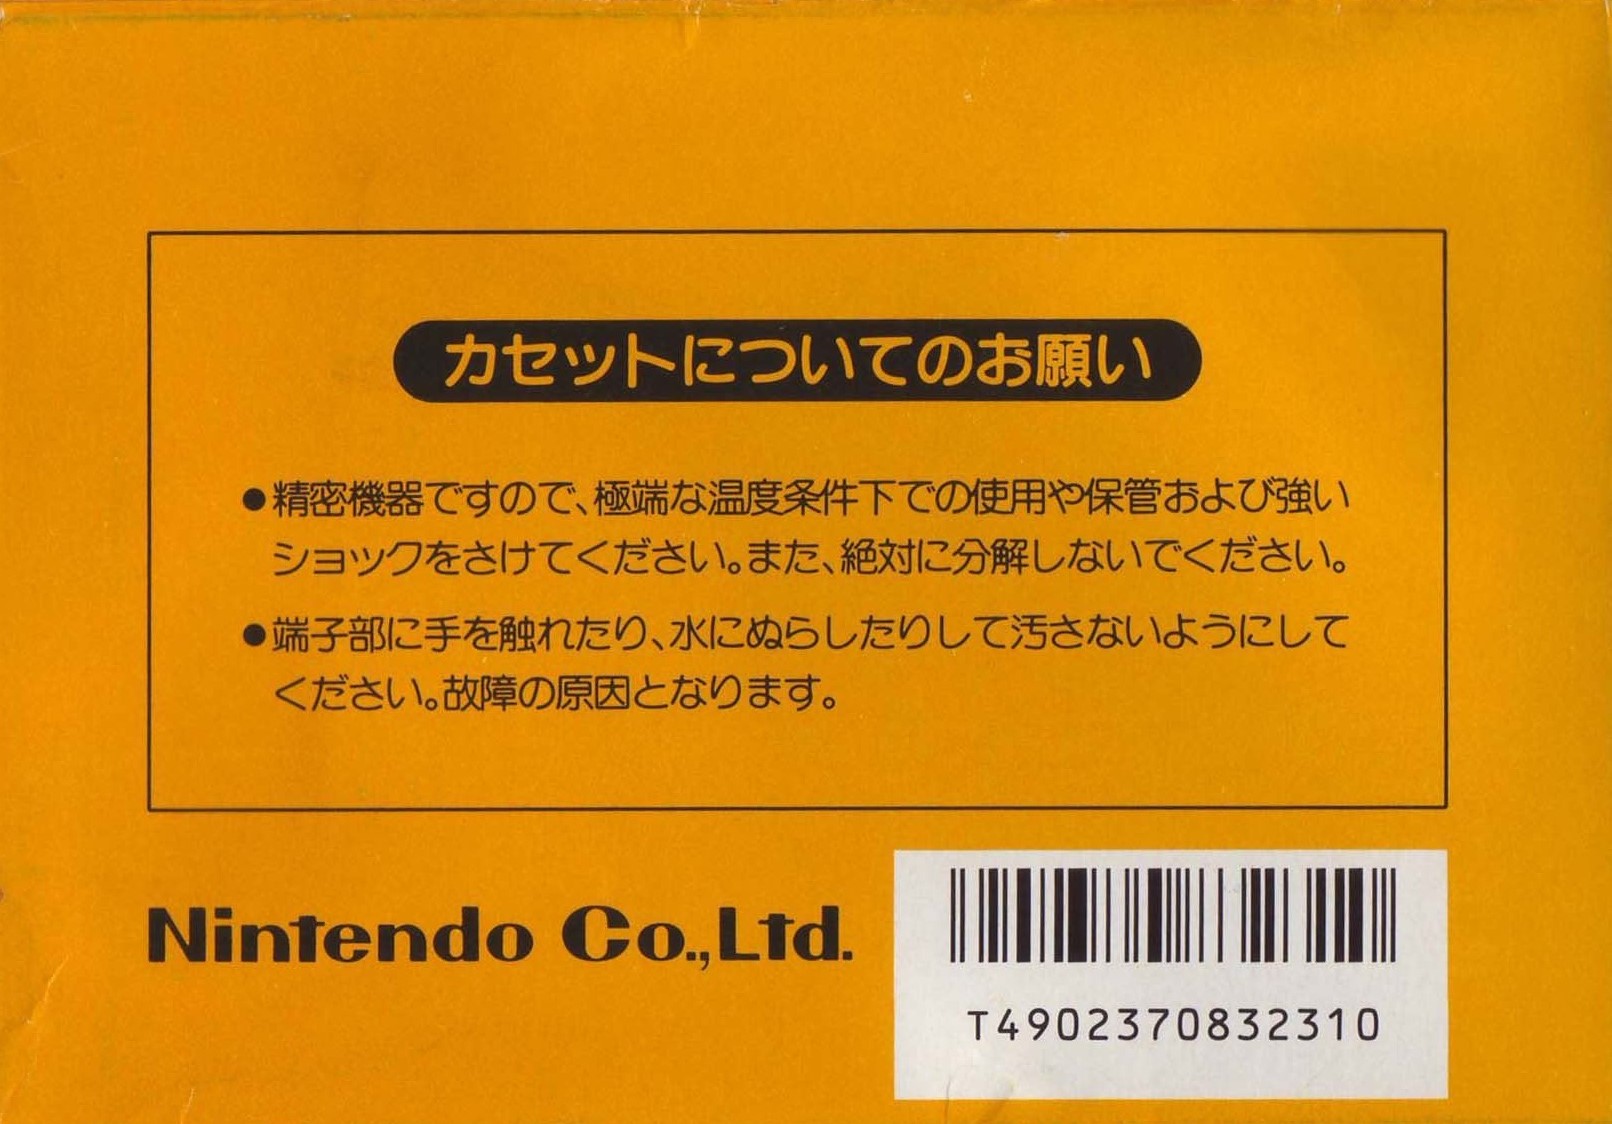 カセットについてのお願い
●精密機器ですので、極端な温度条件下での使用や保管および強い
ショックをさけてください。また、絶対に分解しないでください。
●端子部に手を触れたり、水にぬらしたりして汚さないようにして
ください。故障の原因となります。
Nintendo Co.,Ltd.
T4902370832310